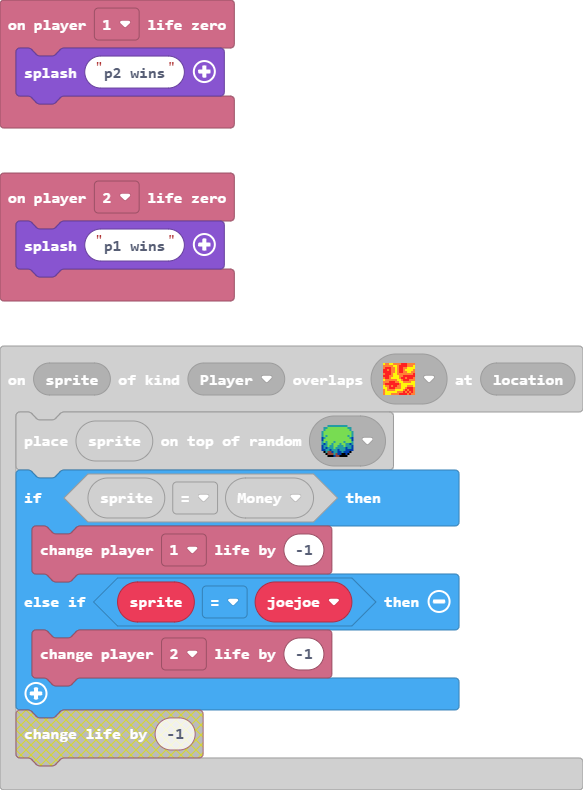 on player 1 life zero
splash "p2 wins"
on player 2 life zero
splash "p1 wins"
on sprite of kind Player overlaps at location
place sprite on top of random
if sprite = Money then
change player 1 life by -1
else if sprite = joejoe then
change player 2 life by -1
change life by -1